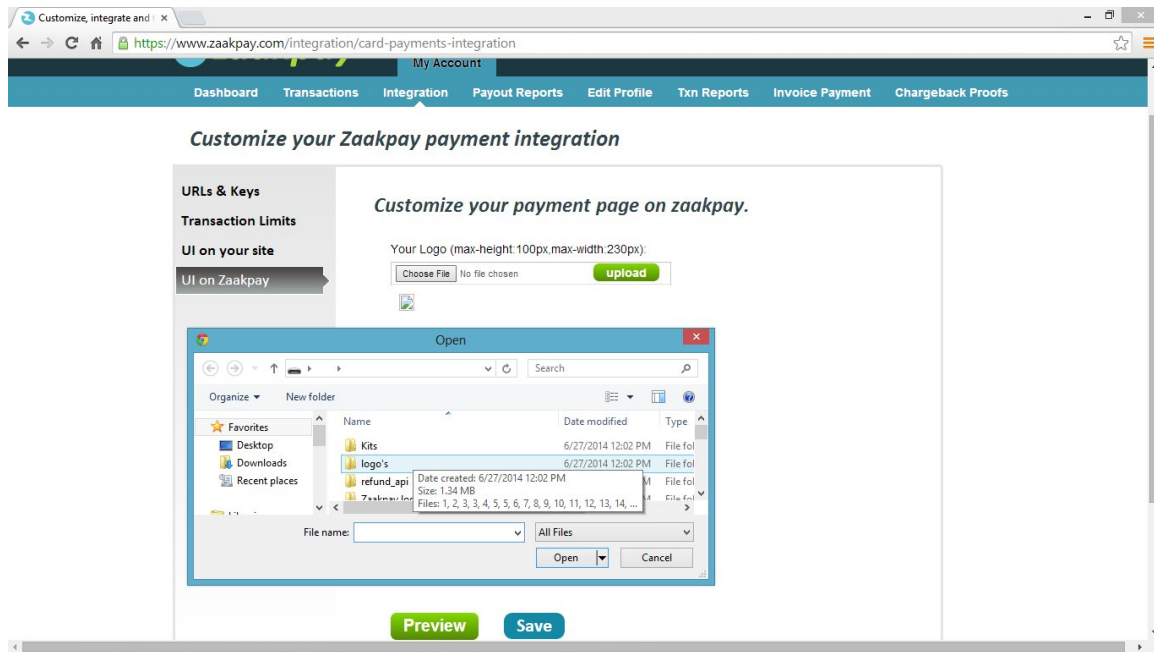 Customize, integrate and
https://www.zaakpay.com/integration/card-payments-integration
My Account
Dashboard Transactions Integration Payout Reports Edit Profile Txn Reports Invoice Payment Chargeback Proofs
Customize your Zaakpay payment integration
URLs & Keys
Transaction Limits
UI on your site
UI on Zaakpay
Customize your payment page on zaakpay.
Your Logo (max-height:100px,max-width:230px):
Choose File No file chosen upload
Open
Search
Organize New folder
Favorites
Desktop
Downloads
Recent places
Name Date modified Type
Kits 6/27/2014 12:02 PM File fol
logo's 6/27/2014 12:02 PM File fol
refund_api
Date created: 6/27/2014 12:02 PM
Size: 1.34 MB
Files: 1, 2, 3, 3, 4, 5, 5, 6, 7, 8, 9, 10, 11, 12, 13, 14, ...
File fol
File name: All Files
Open Cancel
Preview Save